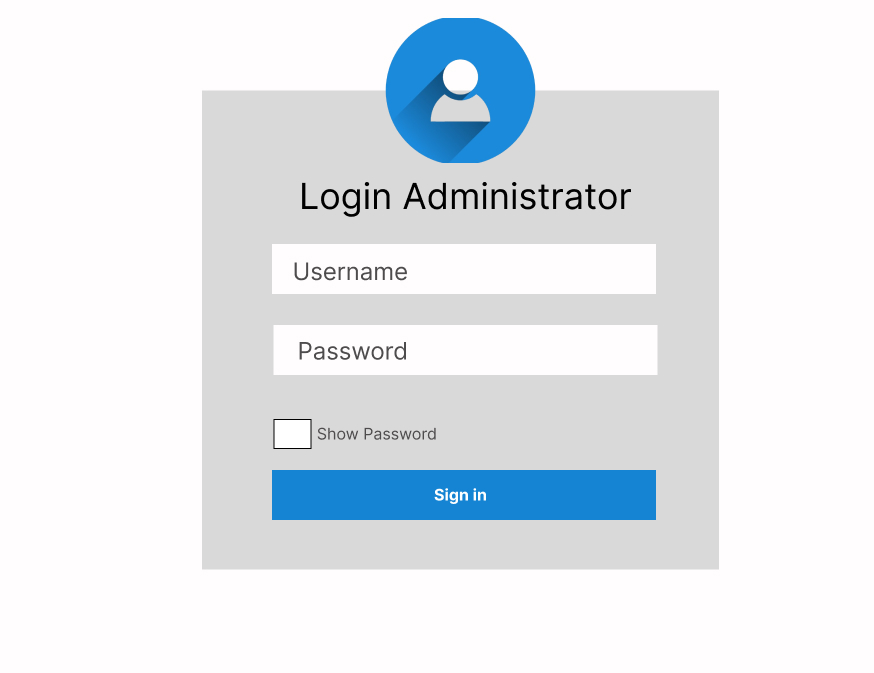 Login Administrator
Username
Password
Show Password
Sign in